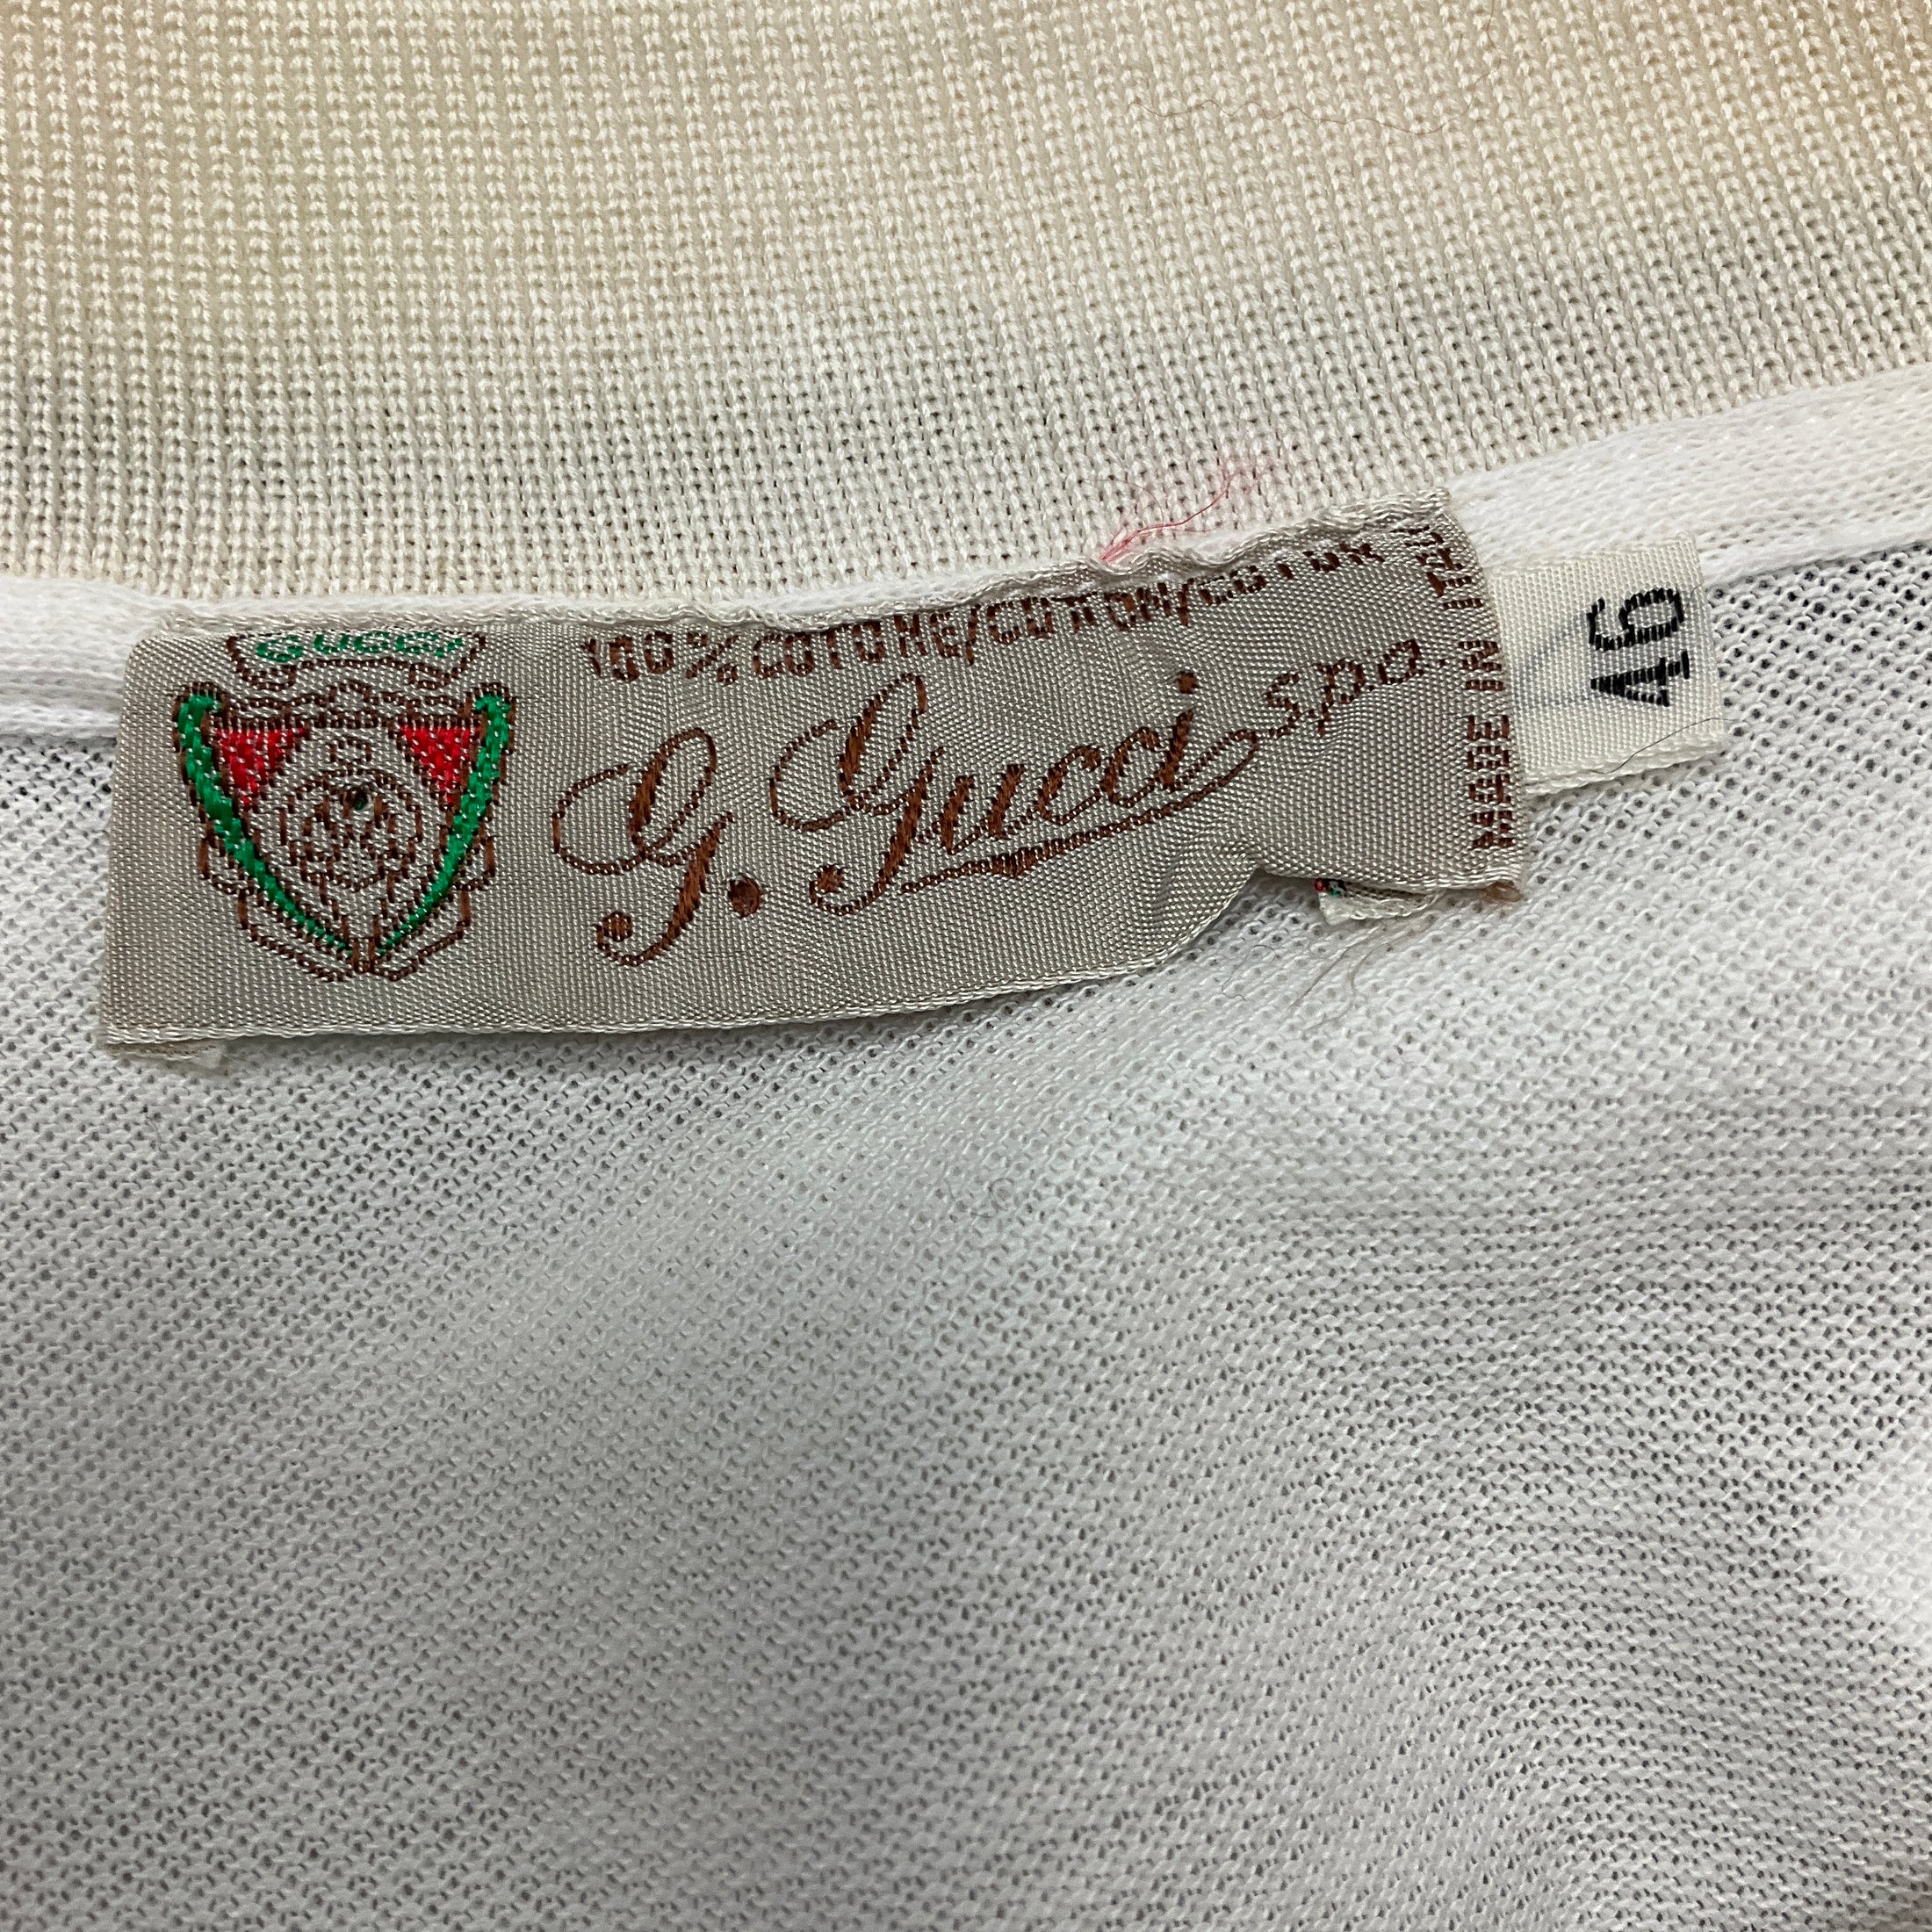 GUCCI
100% COTONE/COTTON/COTON
G. Gucci s.p.a.
MADE IN ITALY
46